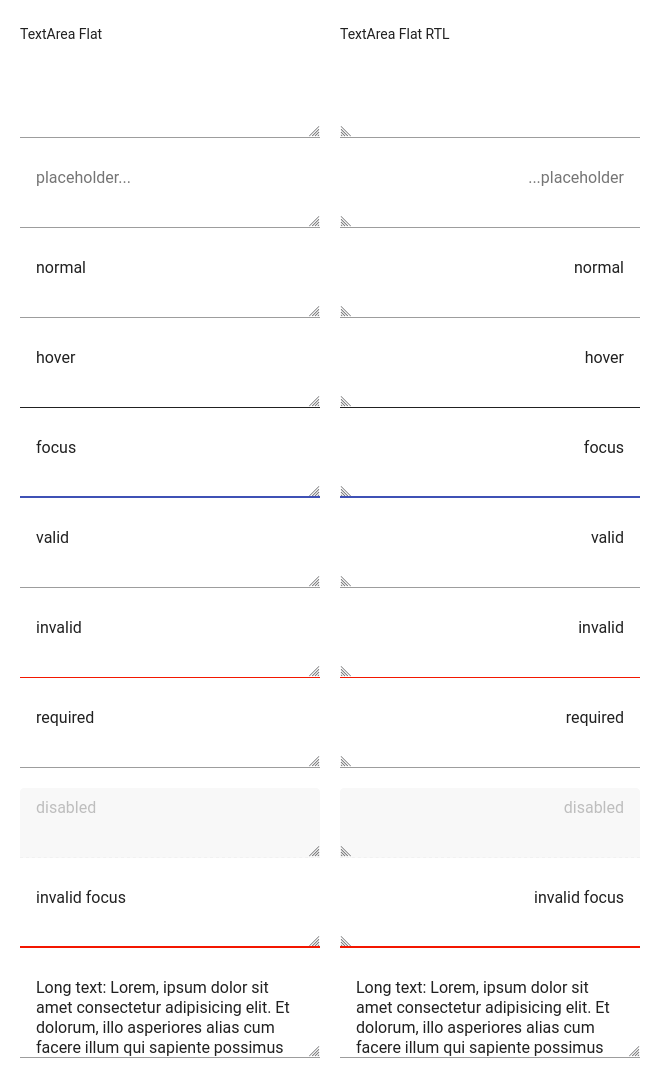 TextArea Flat
TextArea Flat RTL
placeholder...
...placeholder
normal
normal
hover
hover
focus
focus
valid
valid
invalid
invalid
required
required
disabled
disabled
invalid focus
invalid focus
Long text: Lorem, ipsum dolor sit
amet consectetur adipisicing elit. Et
dolorum, illo asperiores alias cum
facere illum qui sapiente possimus
Long text: Lorem, ipsum dolor sit
amet consectetur adipisicing elit. Et
dolorum, illo asperiores alias cum
facere illum qui sapiente possimus